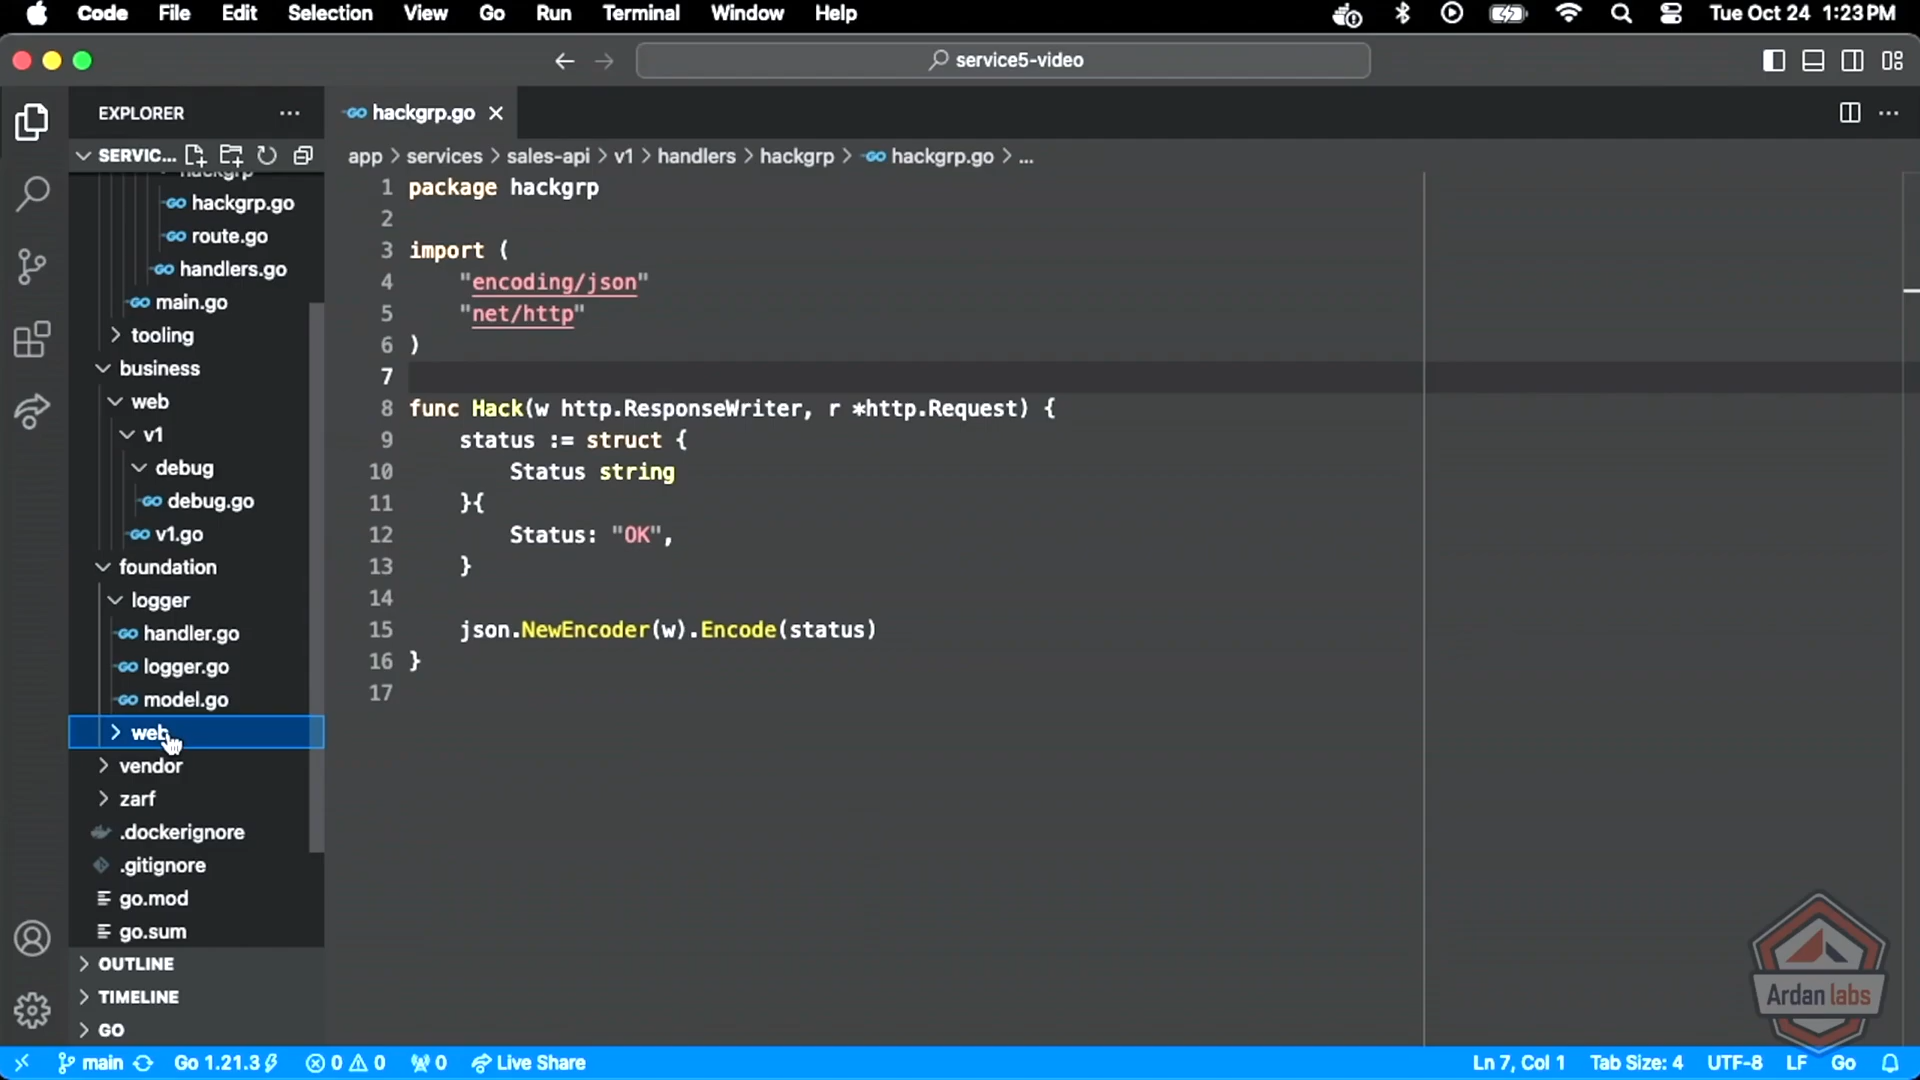 Code File Edit Selection View Go Run Terminal Window Help Tue Oct 24 1:23 PM
service5-video
EXPLORER
hackgrp.go
SERVIC...
app > services > sales-api > v1 > handlers > hackgrp > hackgrp.go > ...
hackgrp
hackgrp.go
route.go
handlers.go
main.go
tooling
business
web
v1
debug
debug.go
v1.go
foundation
logger
handler.go
logger.go
model.go
web
vendor
zarf
.dockerignore
.gitignore
go.mod
go.sum
OUTLINE
TIMELINE
GO
1 package hackgrp
2
3 import (
4 "encoding/json"
5 "net/http"
6 )
7
8 func Hack(w http.ResponseWriter, r *http.Request) {
9 status := struct {
10 Status string
11 }{
12 Status: "OK",
13 }
14
15 json.NewEncoder(w).Encode(status)
16 }
17
Ardan labs
main Go 1.21.3 0 0 0 Live Share Ln 7, Col 1 Tab Size: 4 UTF-8 LF Go